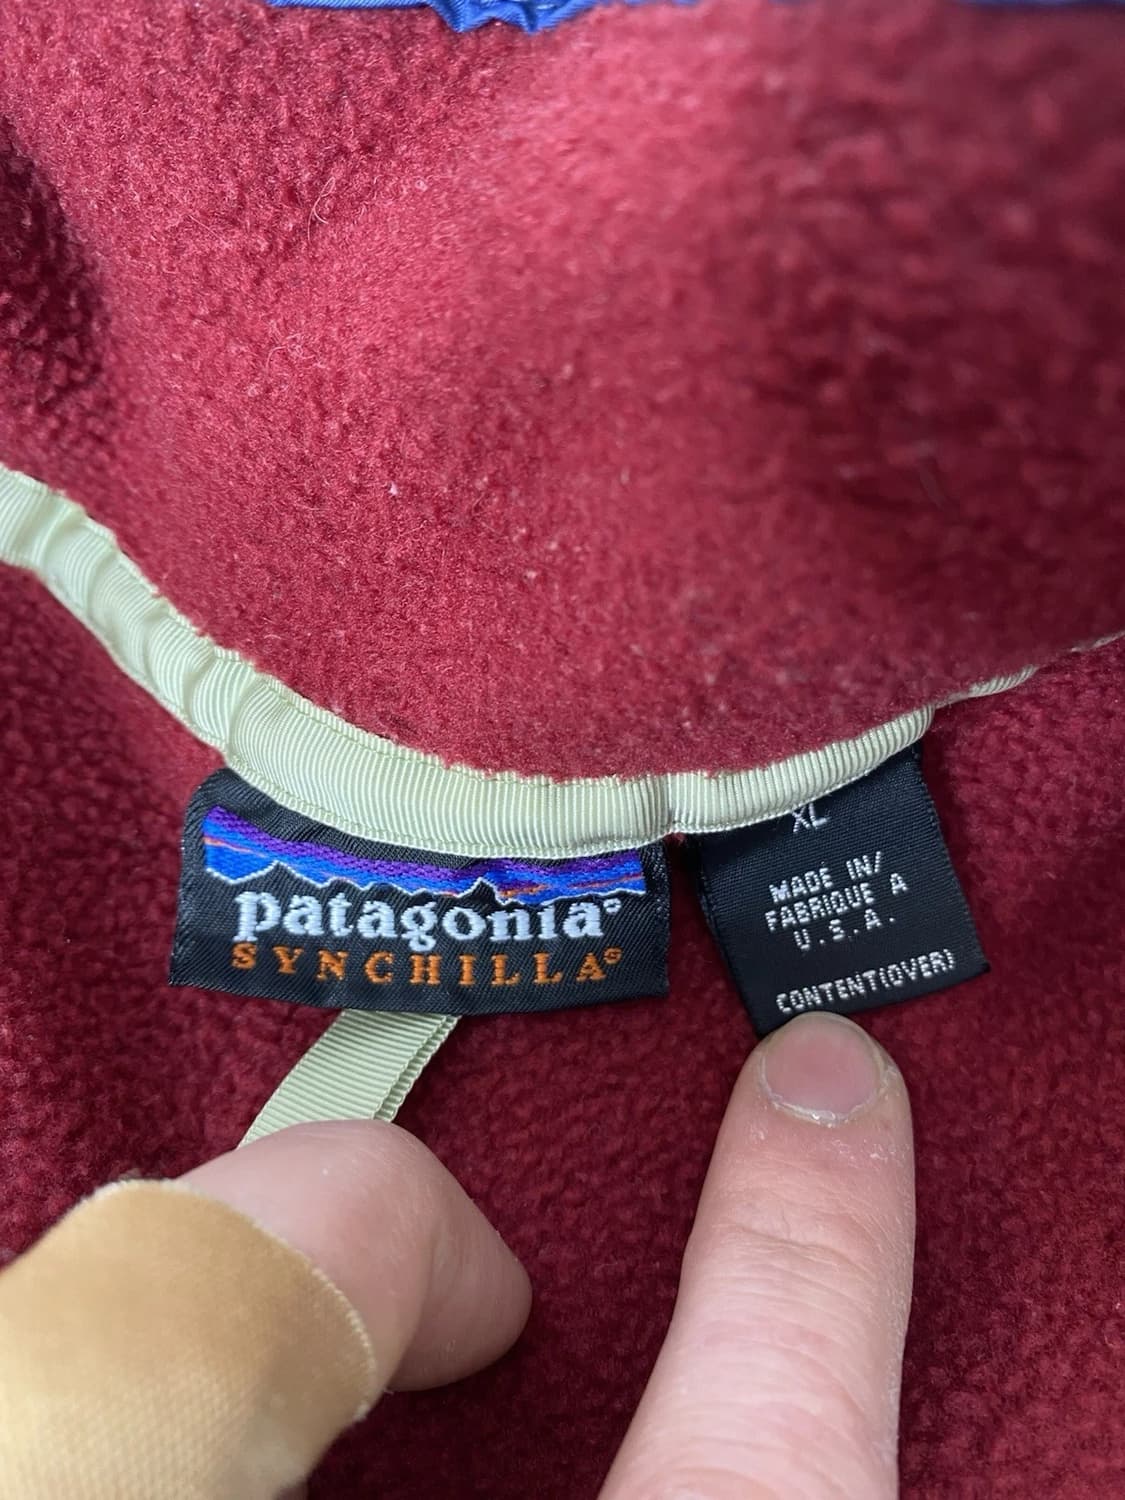 patagonia®
SYNCHILLA®
XL
MADE IN/
FABRIQUE A
U.S.A.
CONTENT(OVER)